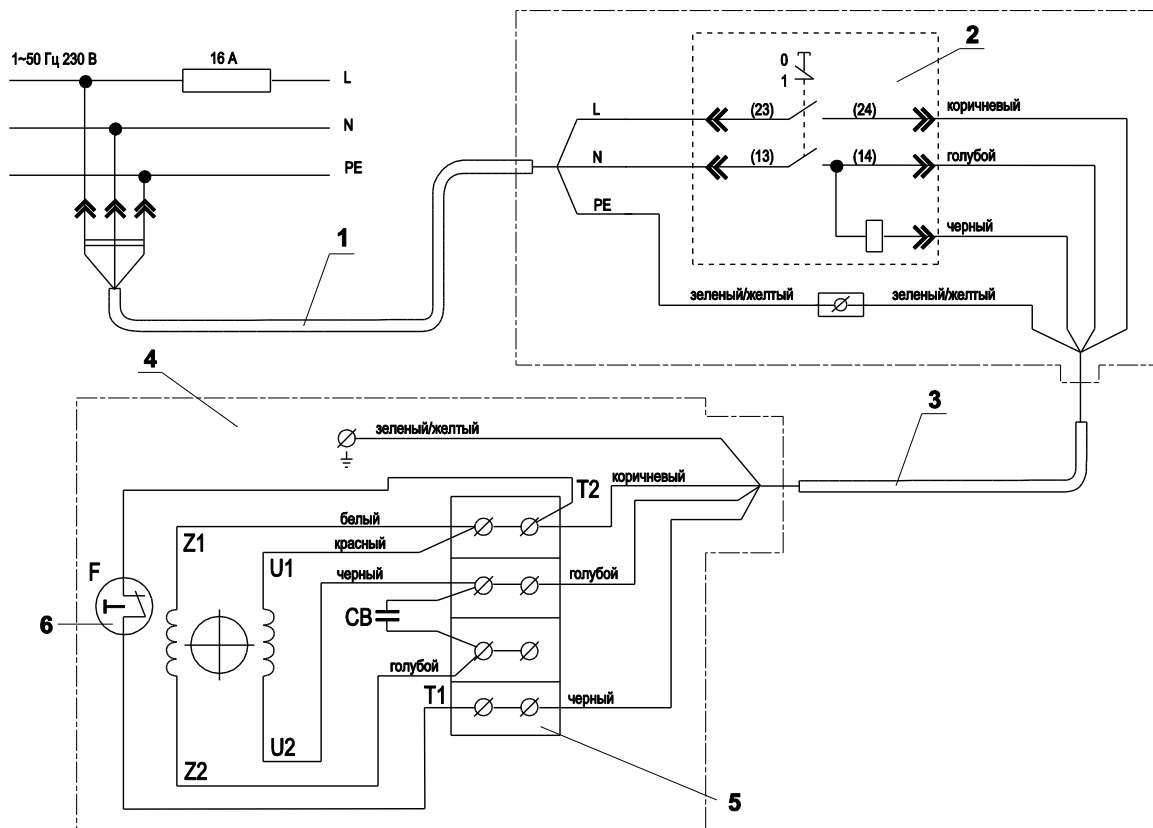 1~50 Гц 230 В
16 А
L
N
PE
1
2
0
1
L
(23)
(24)
коричневый
N
(13)
(14)
голубой
PE
черный
зеленый/желтый
зеленый/желтый
4
3
зеленый/желтый
T2
коричневый
белый
Z1
красный
U1
F
черный
голубой
CB
6
голубой
T1
черный
U2
Z2
5